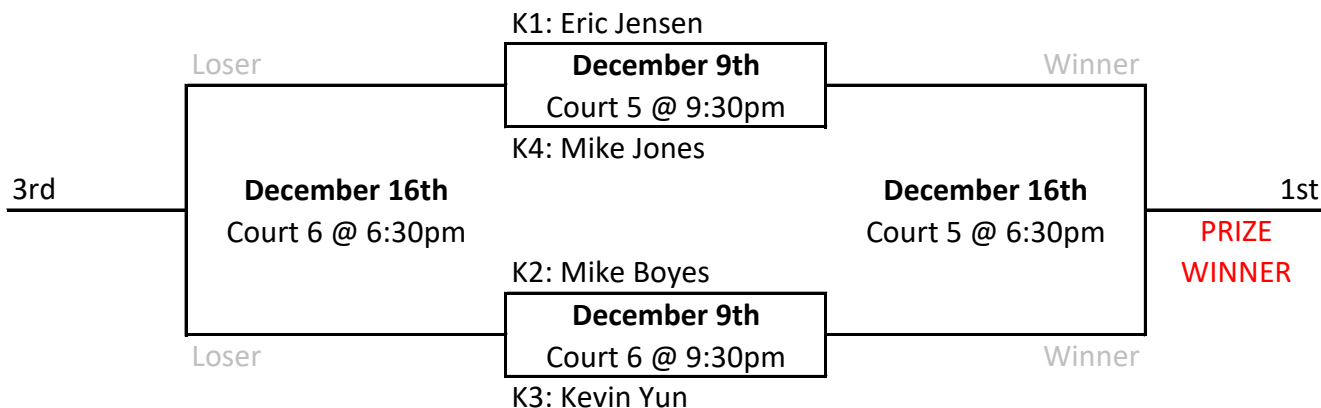 K1: Eric Jensen
Loser
December 9th
Winner
Court 5 @ 9:30pm
K4: Mike Jones
3rd
December 16th
Court 6 @ 6:30pm
December 16th
Court 5 @ 6:30pm
1st
PRIZE
WINNER
K2: Mike Boyes
December 9th
Loser
Court 6 @ 9:30pm
Winner
K3: Kevin Yun